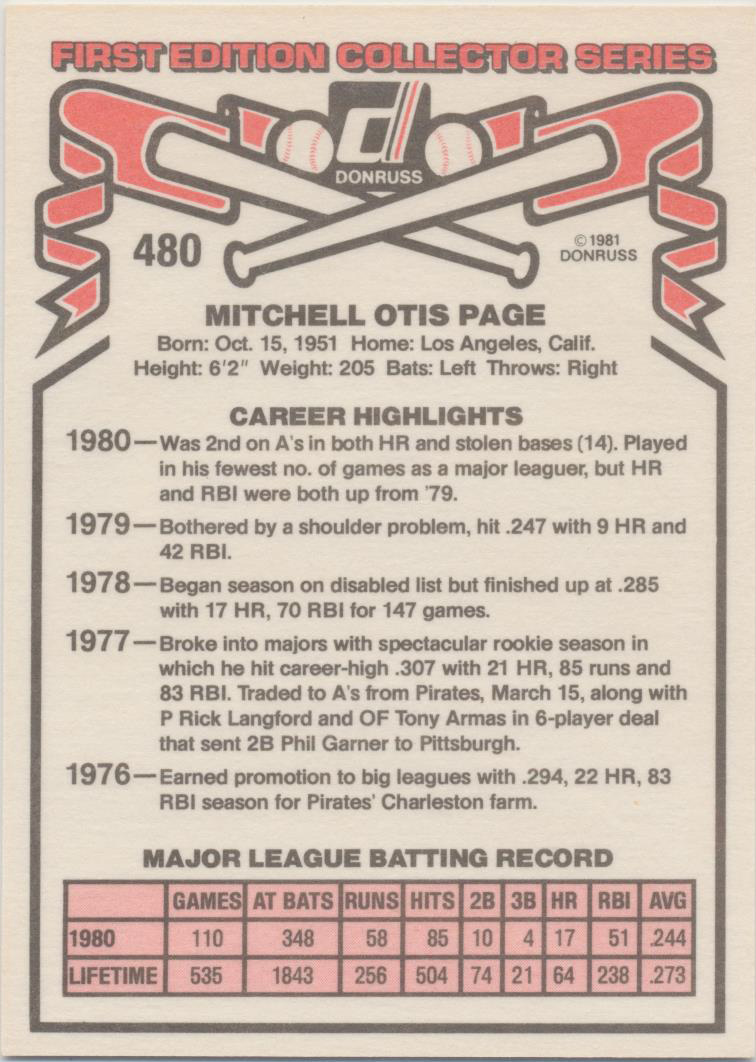 FIRST EDITION COLLECTOR SERIES
DONRUSS
480
© 1981
DONRUSS
MITCHELL OTIS PAGE
Born: Oct. 15, 1951 Home: Los Angeles, Calif.
Height: 6'2" Weight: 205 Bats: Left Throws: Right
CAREER HIGHLIGHTS
1980—Was 2nd on A's in both HR and stolen bases (14). Played
in his fewest no. of games as a major leaguer, but HR
and RBI were both up from '79.
1979—Bothered by a shoulder problem, hit .247 with 9 HR and
42 RBI.
1978—Began season on disabled list but finished up at .285
with 17 HR, 70 RBI for 147 games.
1977—Broke into majors with spectacular rookie season in
which he hit career-high .307 with 21 HR, 85 runs and
83 RBI. Traded to A's from Pirates, March 15, along with
P Rick Langford and OF Tony Armas in 6-player deal
that sent 2B Phil Garner to Pittsburgh.
1976—Earned promotion to big leagues with .294, 22 HR, 83
RBI season for Pirates' Charleston farm.
MAJOR LEAGUE BATTING RECORD
GAMES AT BATS RUNS HITS 2B 3B HR RBI AVG
1980 110 348 58 85 10 4 17 51 .244
LIFETIME 535 1843 256 504 74 21 64 238 .273